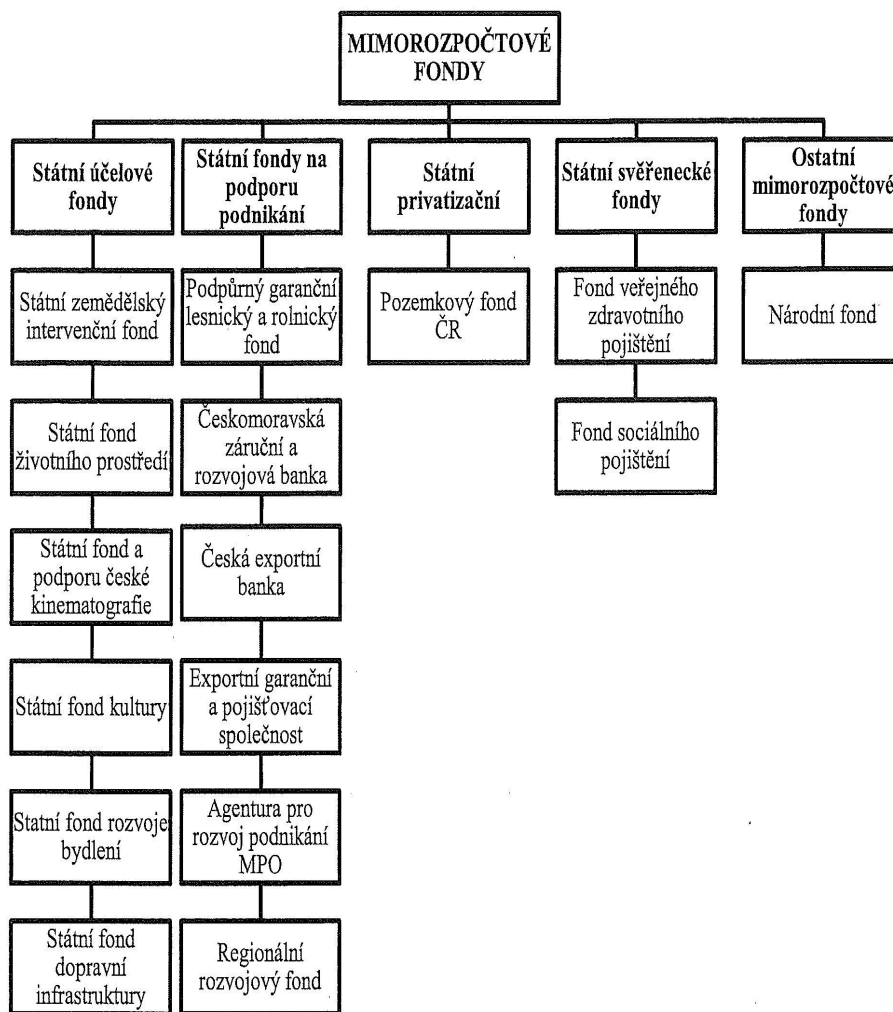 MIMOROZPOČTOVÉ
FONDY
Státní účelové
fondy
Státní fondy na
podporu
podnikání
Státní
privatizační
Státní svěřenecké
fondy
Ostatní
mimorozpočtové
fondy
Státní zemědělský
intervenční fond
Podpůrný garanční
lesnický a rolnický
fond
Pozemkový fond
ČR
Fond veřejného
zdravotního
pojištění
Národní fond
Státní fond
životního prostředí
Českomoravská
záruční a
rozvojová banka
Fond sociálního
pojištění
Státní fond a
podporu české
kinematografie
Česká exportní
banka
Státní fond kultury
Exportní garanční
a pojišťovací
společnost
Statní fond rozvoje
bydlení
Agentura pro
rozvoj podnikání
MPO
Státní fond
dopravní
infrastruktury
Regionální
rozvojový fond